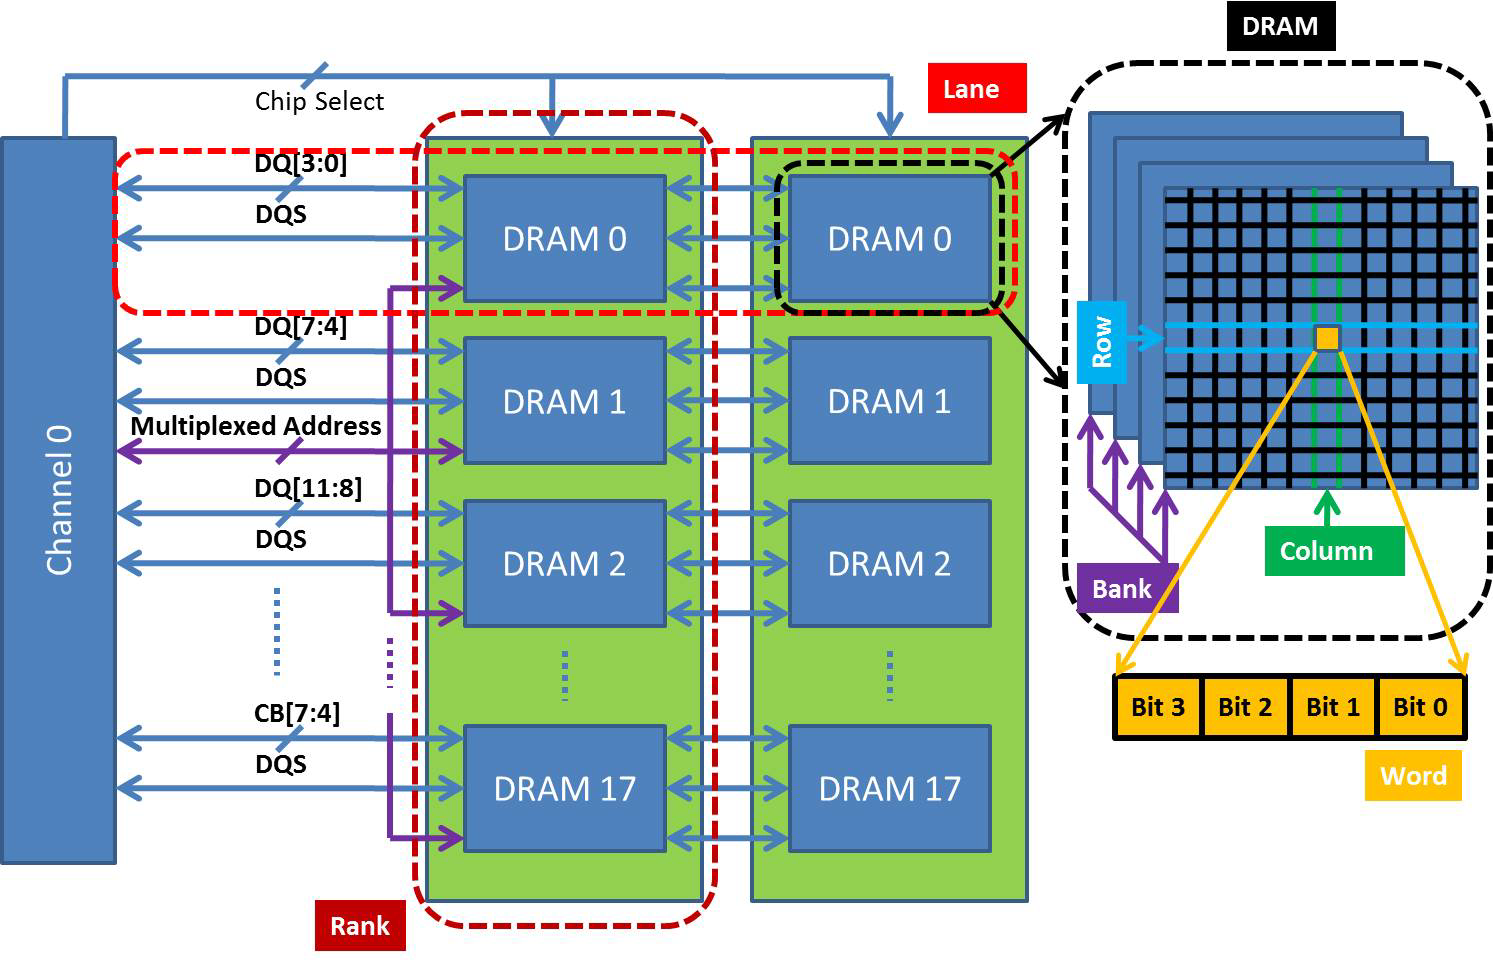 DRAM
Lane
Chip Select
DQ[3:0]
DQS
DRAM 0
DRAM 0
DQ[7:4]
DQS
DRAM 1
DRAM 1
Row
Multiplexed Address
Channel 0
DQ[11:8]
DQS
DRAM 2
DRAM 2
Column
Bank
Bit 3 Bit 2 Bit 1 Bit 0
CB[7:4]
DQS
DRAM 17
DRAM 17
Word
Rank